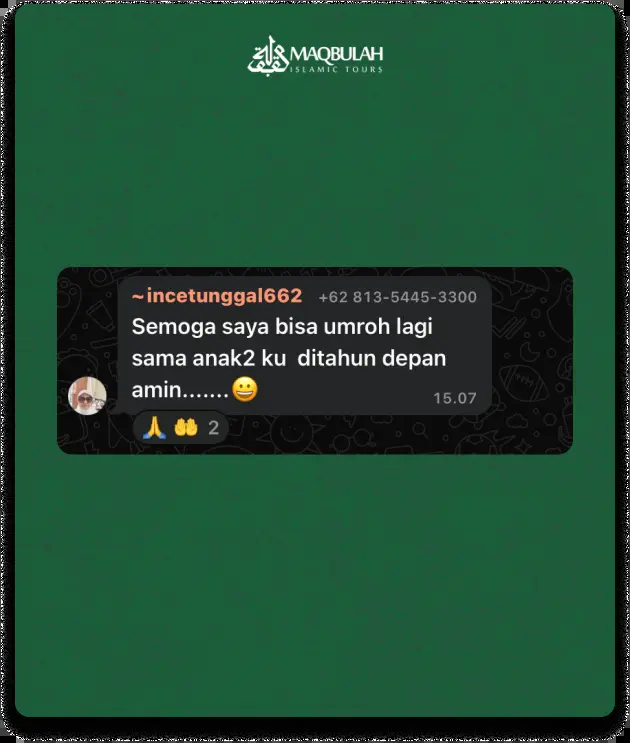 MAQBULAH
ISLAMIC TOURS
~incetunggal662 +62 813-5445-3300
Semoga saya bisa umroh lagi
sama anak2 ku  ditahun depan
amin.......😀
15.07
🙏 🤲 2